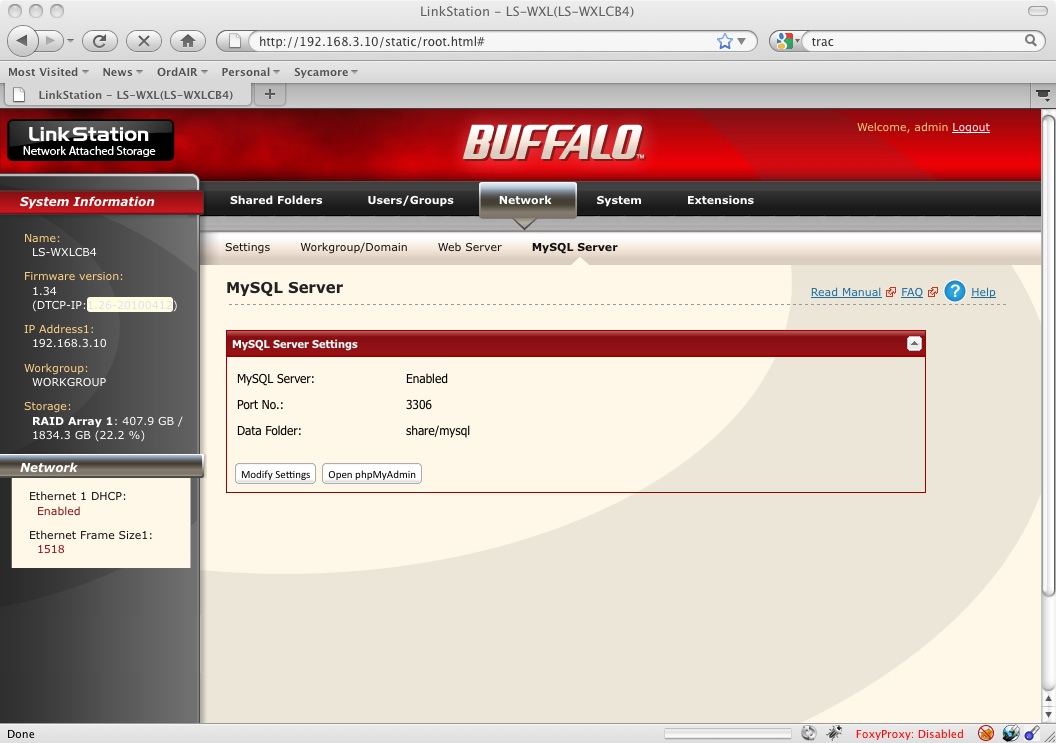 LinkStation – LS-WXL(LS-WXLCB4)
http://192.168.3.10/static/root.html#
trac
Most Visited News OrdAIR Personal Sycamore
LinkStation – LS-WXL(LS-WXLCB4) +
LinkStation
Network Attached Storage
BUFFALO™
Welcome, admin Logout
System Information
Name:
LS-WXLCB4
Firmware version:
1.34
(DTCP-IP:1.26-20100412)
IP Address1:
192.168.3.10
Workgroup:
WORKGROUP
Storage:
RAID Array 1: 407.9 GB /
1834.3 GB (22.2 %)
Network
Ethernet 1 DHCP:
Enabled
Ethernet Frame Size1:
1518
Shared Folders Users/Groups Network System Extensions
Settings Workgroup/Domain Web Server MySQL Server
MySQL Server
Read Manual FAQ ? Help
MySQL Server Settings
MySQL Server: Enabled
Port No.: 3306
Data Folder: share/mysql
Modify Settings Open phpMyAdmin
Done
FoxyProxy: Disabled